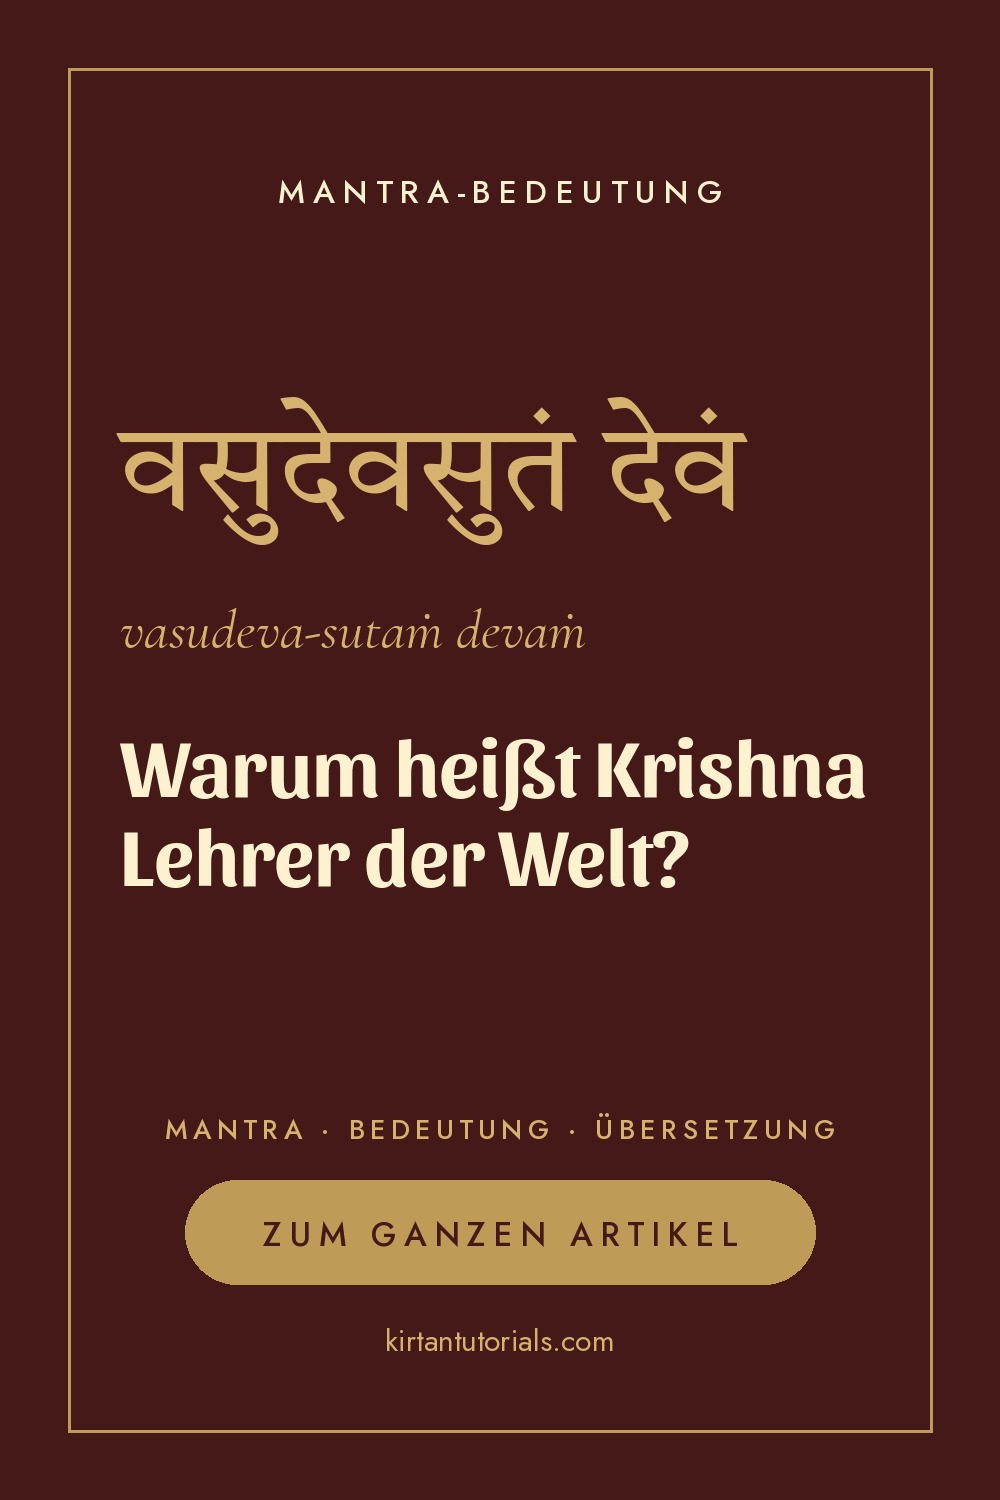 MANTRA-BEDEUTUNG
वसुदेवसुतं देवं
vasudeva-sutaṁ devaṁ
Warum heißt Krishna
Lehrer der Welt?
MANTRA · BEDEUTUNG · ÜBERSETZUNG
ZUM GANZEN ARTIKEL
kirtantutorials.com